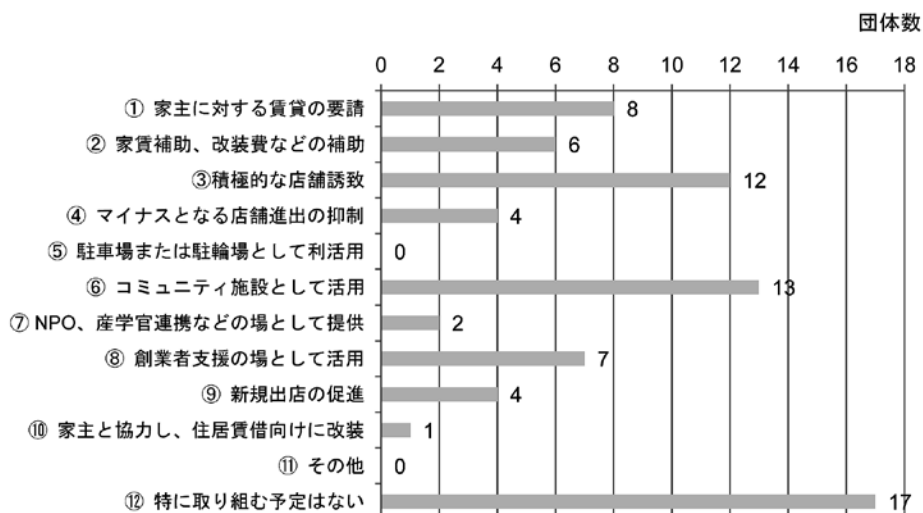 団体数
0 2 4 6 8 10 12 14 16 18
① 家主に対する賃貸の要請 8
② 家賃補助、改装費などの補助 6
③積極的な店舗誘致 12
④ マイナスとなる店舗進出の抑制 4
⑤ 駐車場または駐輪場として利活用 0
⑥ コミュニティ施設として活用 13
⑦ NPO、産学官連携などの場として提供 2
⑧ 創業者支援の場として活用 7
⑨ 新規出店の促進 4
⑩ 家主と協力し、住居賃借向けに改装 1
⑪ その他 0
⑫ 特に取り組む予定はない 17